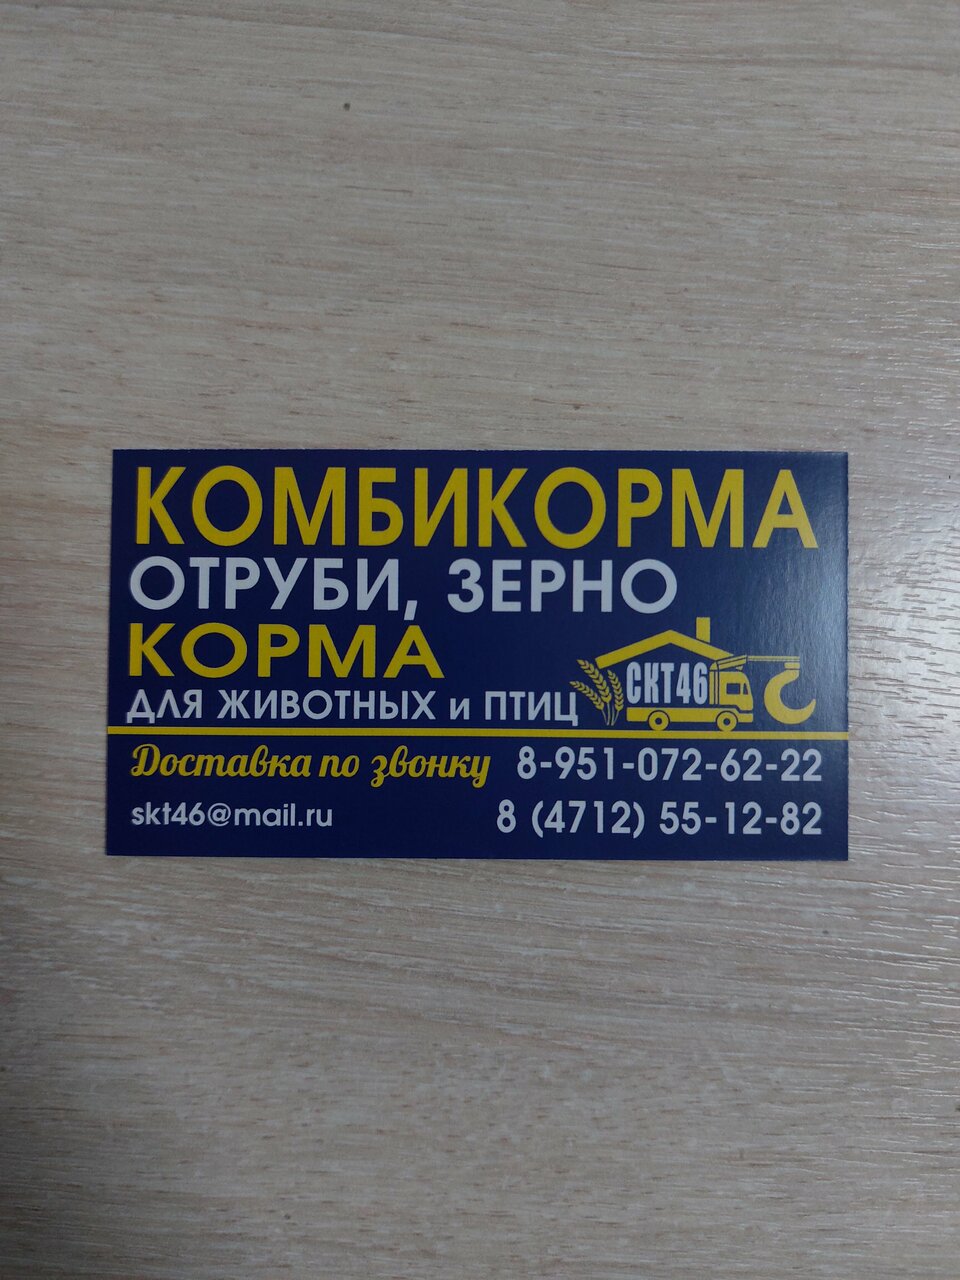 КОМБИКОРМА
ОТРУБИ, ЗЕРНО
КОРМА
ДЛЯ ЖИВОТНЫХ и ПТИЦ
СКТ46
Доставка по звонку 8-951-072-62-22
skt46@mail.ru 8 (4712) 55-12-82